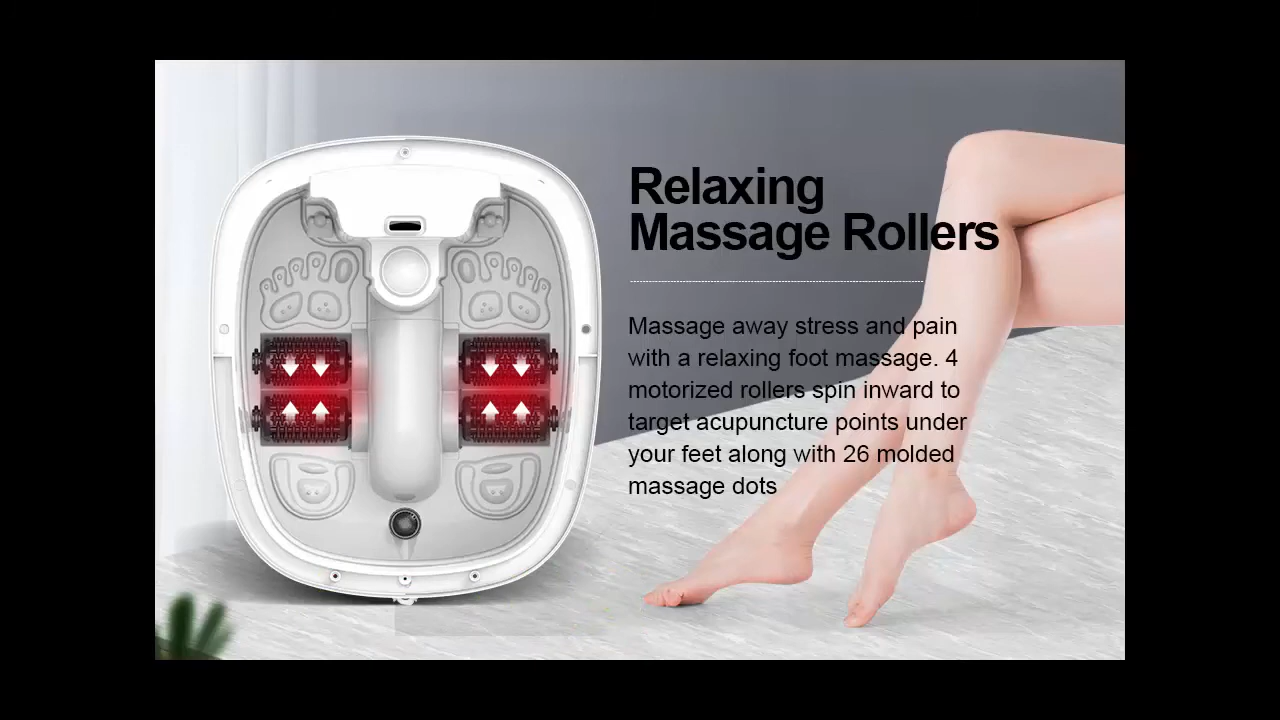 Relaxing
Massage Rollers
Massage away stress and pain
with a relaxing foot massage. 4
motorized rollers spin inward to
target acupuncture points under
your feet along with 26 molded
massage dots